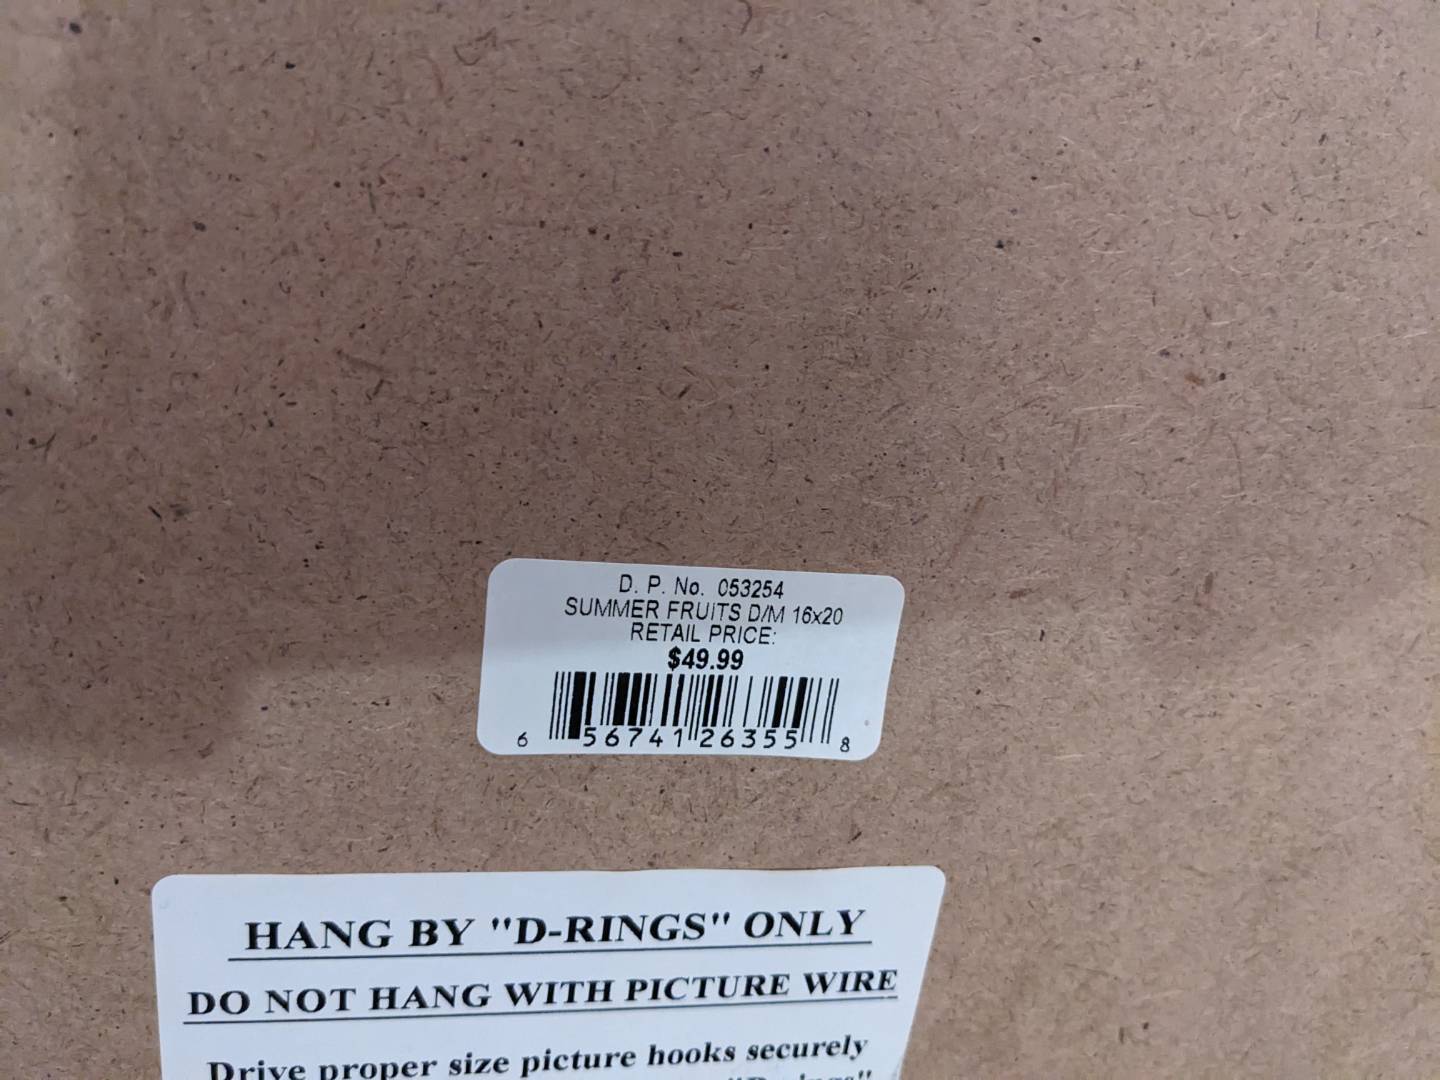 D. P. No. 053254
SUMMER FRUITS D/M 16x20
RETAIL PRICE:
$49.99
6 56741 26355 8
HANG BY "D-RINGS" ONLY
DO NOT HANG WITH PICTURE WIRE
Drive proper size picture hooks securely